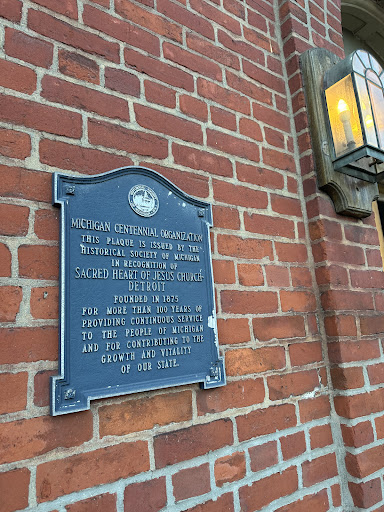 MICHIGAN CENTENNIAL ORGANIZATION
THIS PLAQUE IS ISSUED BY THE
HISTORICAL SOCIETY OF MICHIGAN
IN RECOGNITION OF
SACRED HEART OF JESUS CHURCH
DETROIT
FOUNDED IN 1875
FOR MORE THAN 100 YEARS OF
PROVIDING CONTINUOUS SERVICE
TO THE PEOPLE OF MICHIGAN
AND FOR CONTRIBUTING TO THE
GROWTH AND VITALITY
OF OUR STATE.